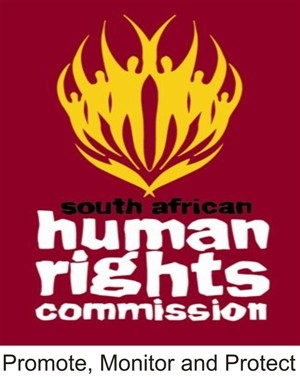 south african
human
rights
commission
Promote, Monitor and Protect